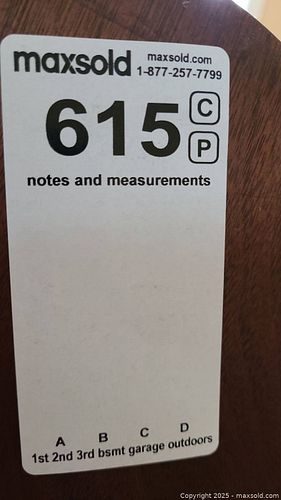 maxsold maxsold.com
1-877-257-7799
615 C
P
notes and measurements
A B C D
1st 2nd 3rd bsmt garage outdoors
Copyright © 2025 - maxsold.com